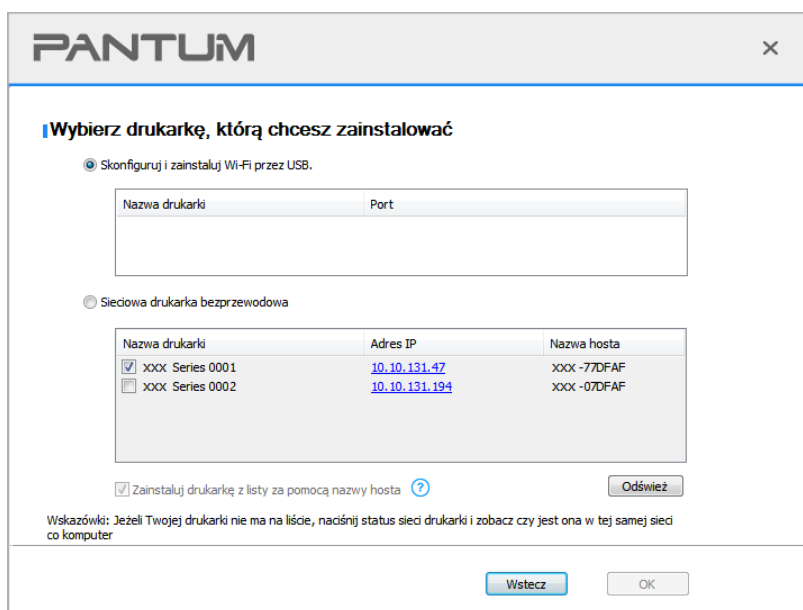 PANTUM
Wybierz drukarkę, którą chcesz zainstalować
Skonfiguruj i zainstaluj Wi-Fi przez USB.
Nazwa drukarki Port
Sieciowa drukarka bezprzewodowa
Nazwa drukarki Adres IP Nazwa hosta
XXX Series 0001 10.10.131.47 XXX -77DFAF
XXX Series 0002 10.10.131.194 XXX -07DFAF
Zainstaluj drukarkę z listy za pomocą nazwy hosta ? Odśwież
Wskazówki: Jeżeli Twojej drukarki nie ma na liście, naciśnij status sieci drukarki i zobacz czy jest ona w tej samej sieci
co komputer
Wstecz OK